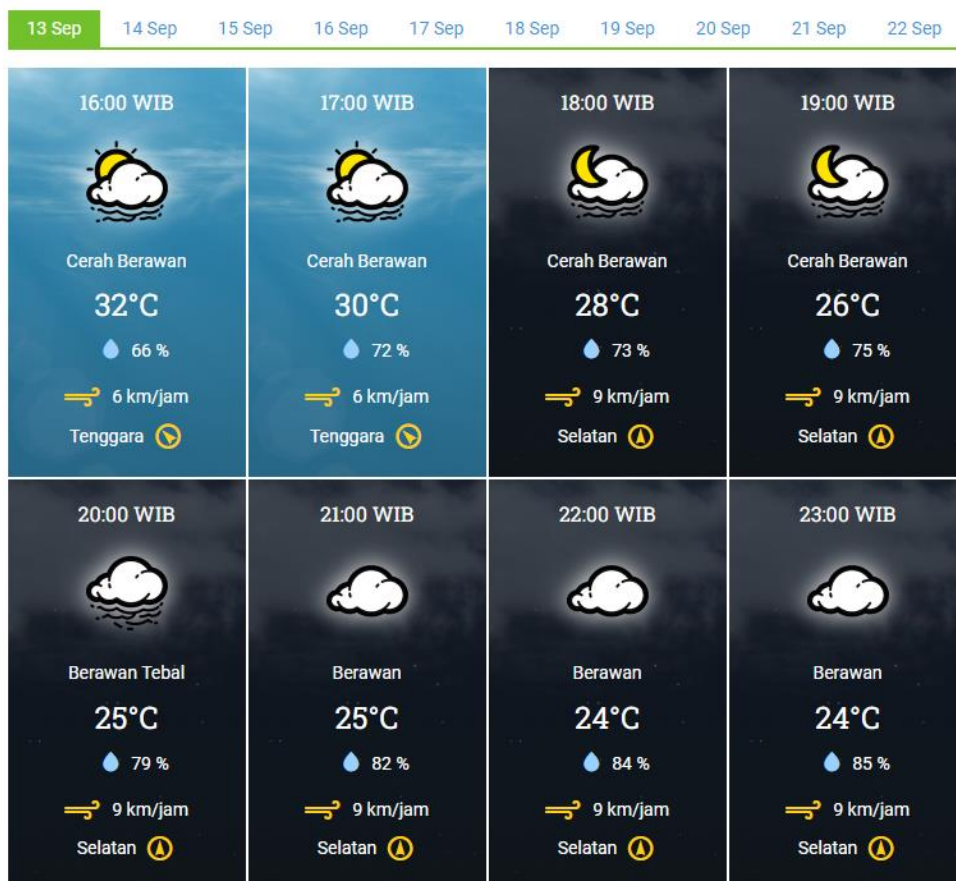 13 Sep 14 Sep 15 Sep 16 Sep 17 Sep 18 Sep 19 Sep 20 Sep 21 Sep 22 Sep
16:00 WIB
Cerah Berawan
32°C
66 %
6 km/jam
Tenggara
17:00 WIB
Cerah Berawan
30°C
72 %
6 km/jam
Tenggara
18:00 WIB
Cerah Berawan
28°C
73 %
9 km/jam
Selatan
19:00 WIB
Cerah Berawan
26°C
75 %
9 km/jam
Selatan
20:00 WIB
Berawan Tebal
25°C
79 %
9 km/jam
Selatan
21:00 WIB
Berawan
25°C
82 %
9 km/jam
Selatan
22:00 WIB
Berawan
24°C
84 %
9 km/jam
Selatan
23:00 WIB
Berawan
24°C
85 %
9 km/jam
Selatan